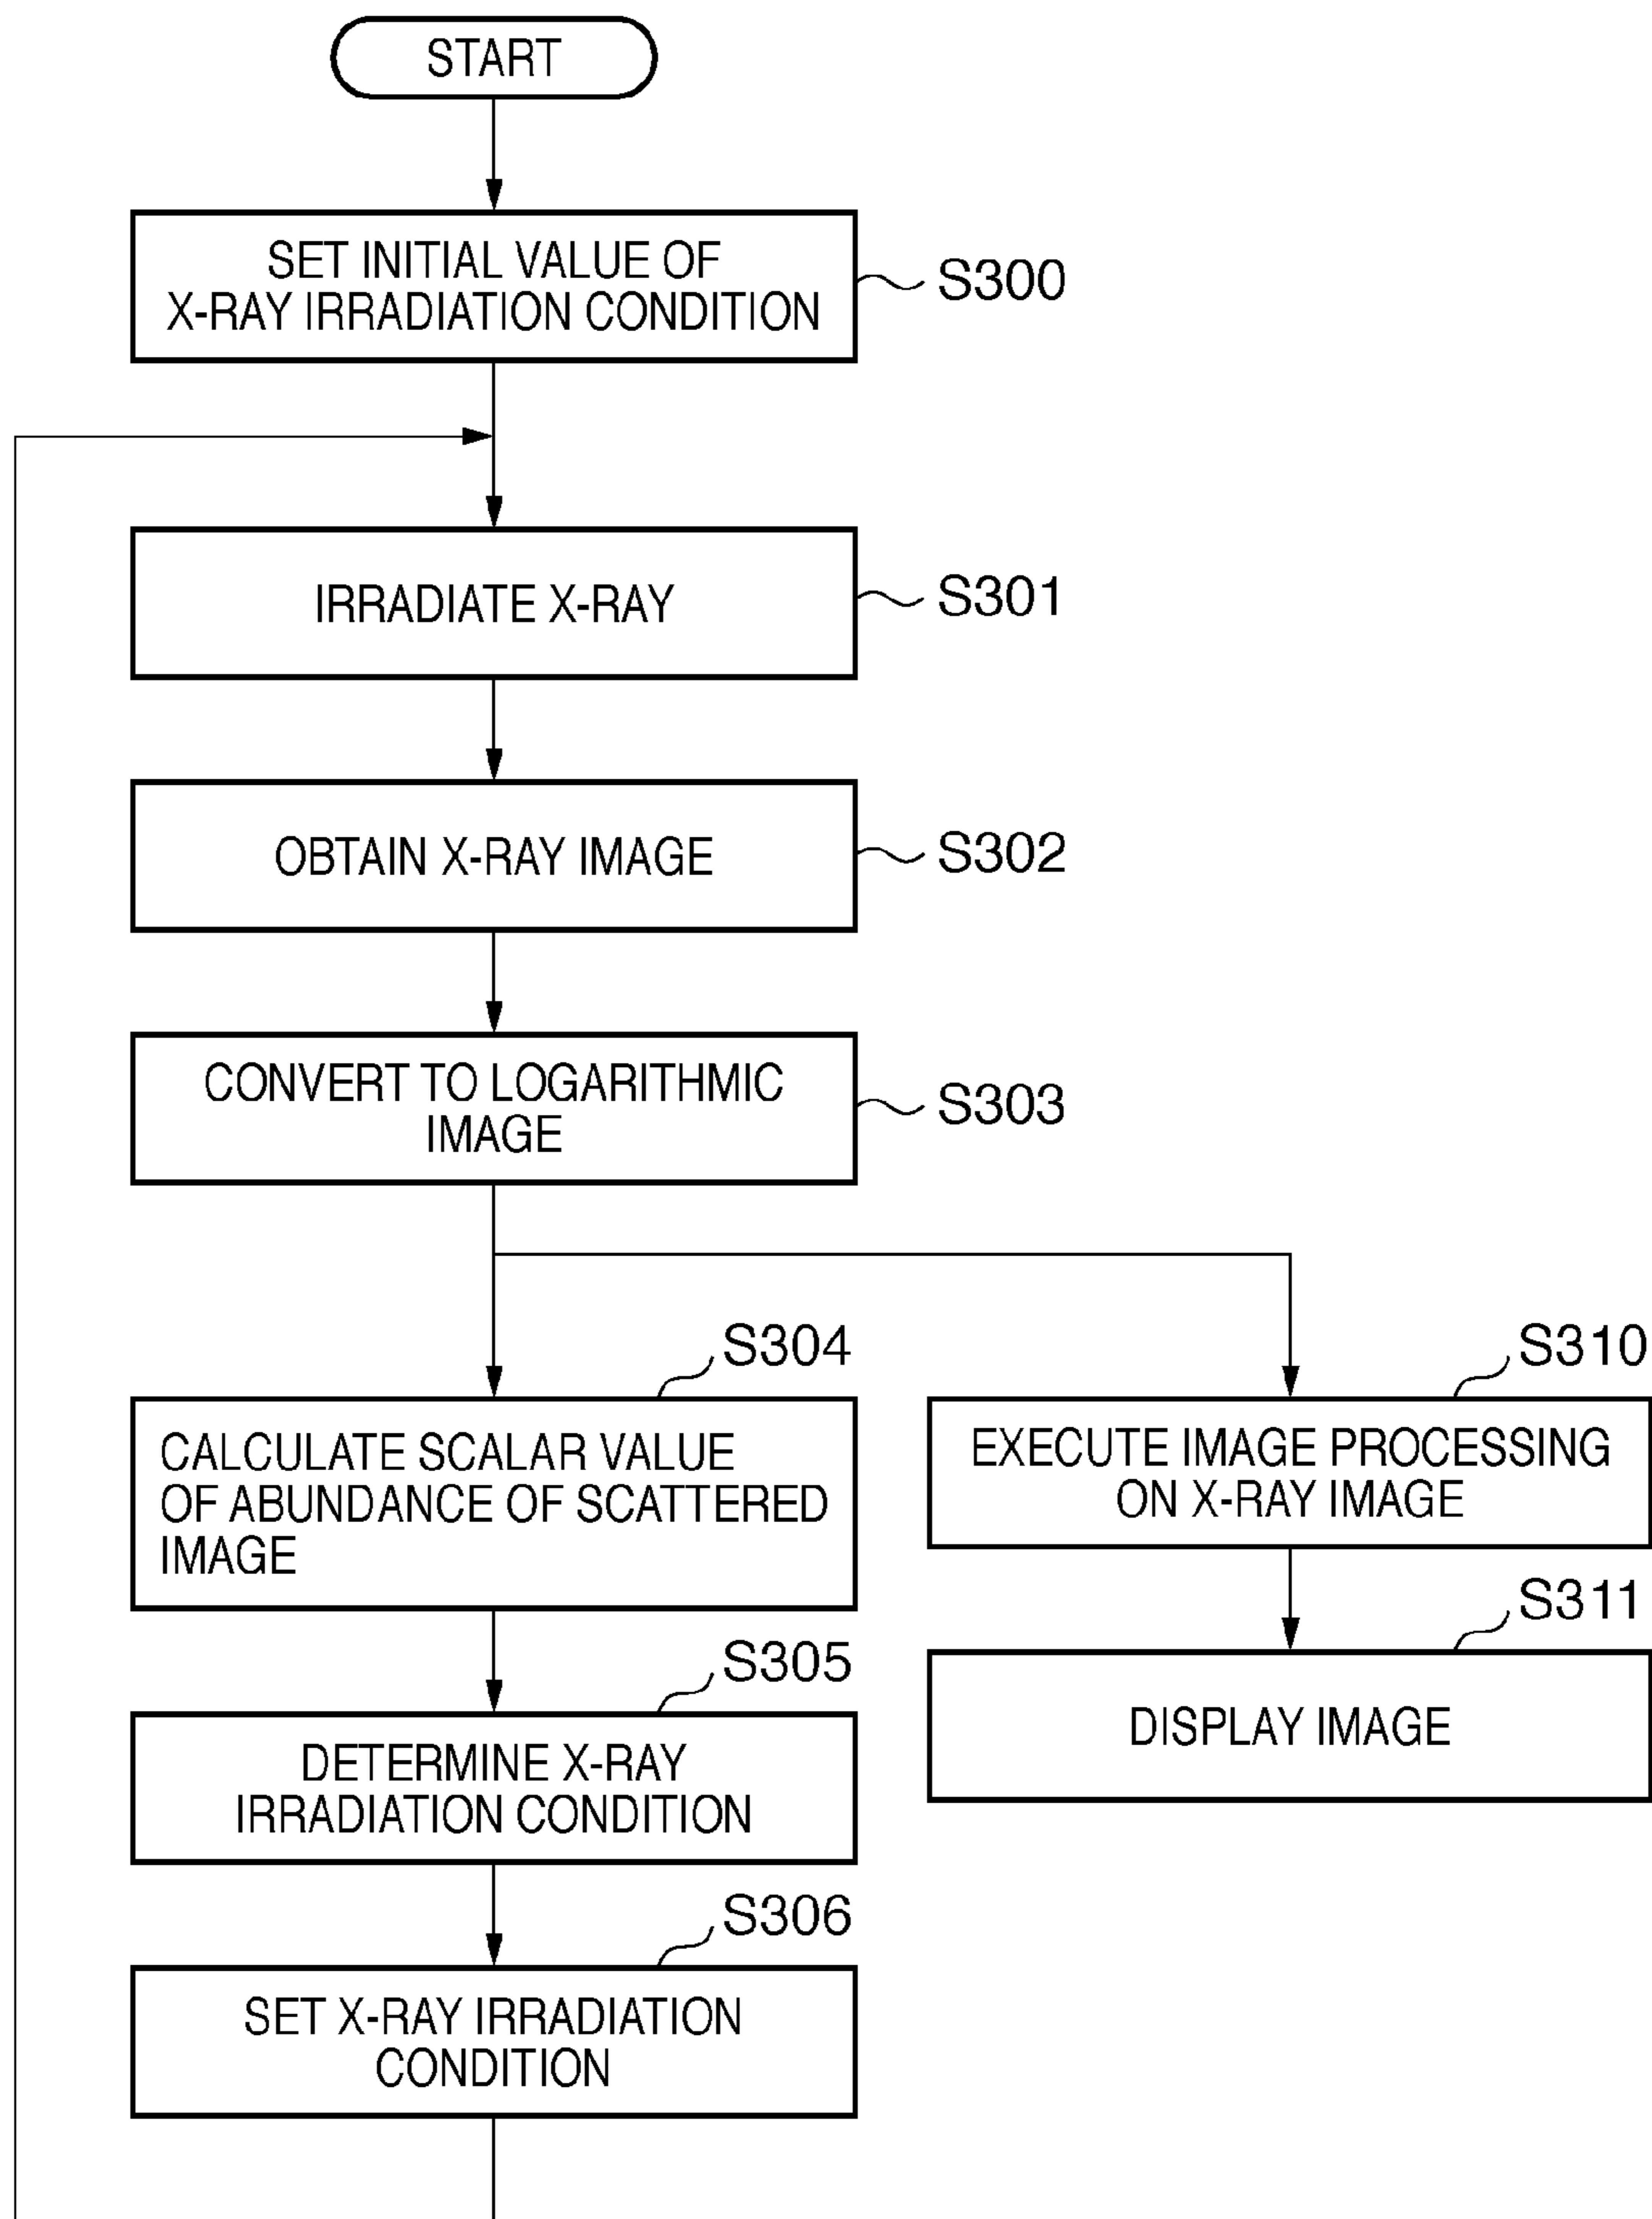 START
SET INITIAL VALUE OF
X-RAY IRRADIATION CONDITION
S300
IRRADIATE X-RAY
S301
OBTAIN X-RAY IMAGE
S302
CONVERT TO LOGARITHMIC
IMAGE
S303
S304
CALCULATE SCALAR VALUE
OF ABUNDANCE OF SCATTERED
IMAGE
S310
EXECUTE IMAGE PROCESSING
ON X-RAY IMAGE
S305
DETERMINE X-RAY
IRRADIATION CONDITION
S311
DISPLAY IMAGE
S306
SET X-RAY IRRADIATION
CONDITION